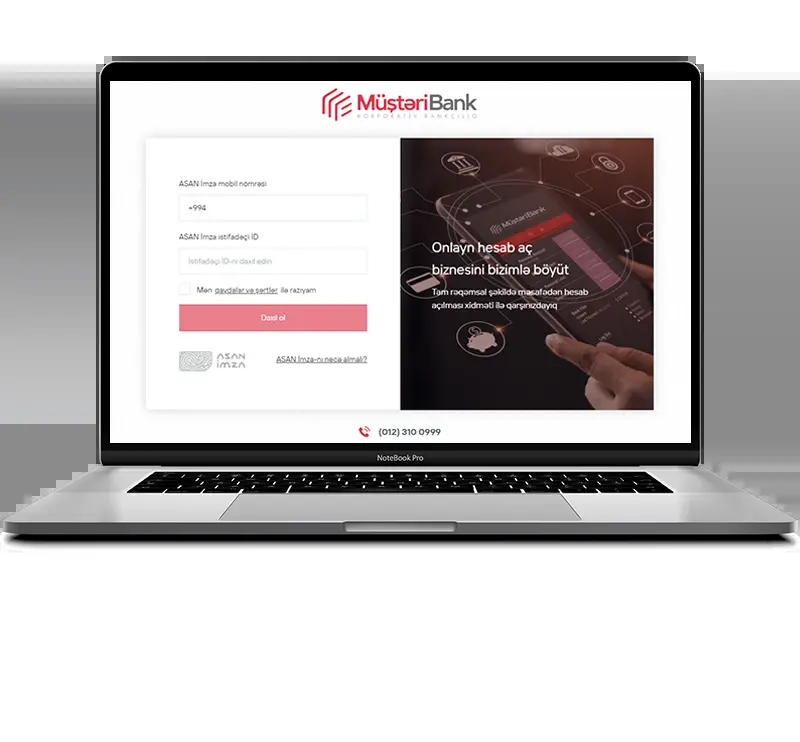 MüştəriBank
KORPORATİV BANKÇILIQ
ASAN İmza mobil nömrəsi
+994
ASAN İmza istifadəçi ID
İstifadəçi ID-ni daxil edin
Mən qaydalar və şərtlər ilə razıyam
Daxil ol
ASAN
İMZA
ASAN İmza-nı necə almalı?
MüştəriBank
Onlayn hesab aç
biznesini bizimlə böyüt
Tam rəqəmsal şəkildə məsafədən hesab
açılması xidməti ilə qarşınızdayıq
(012) 310 0999
NoteBook Pro